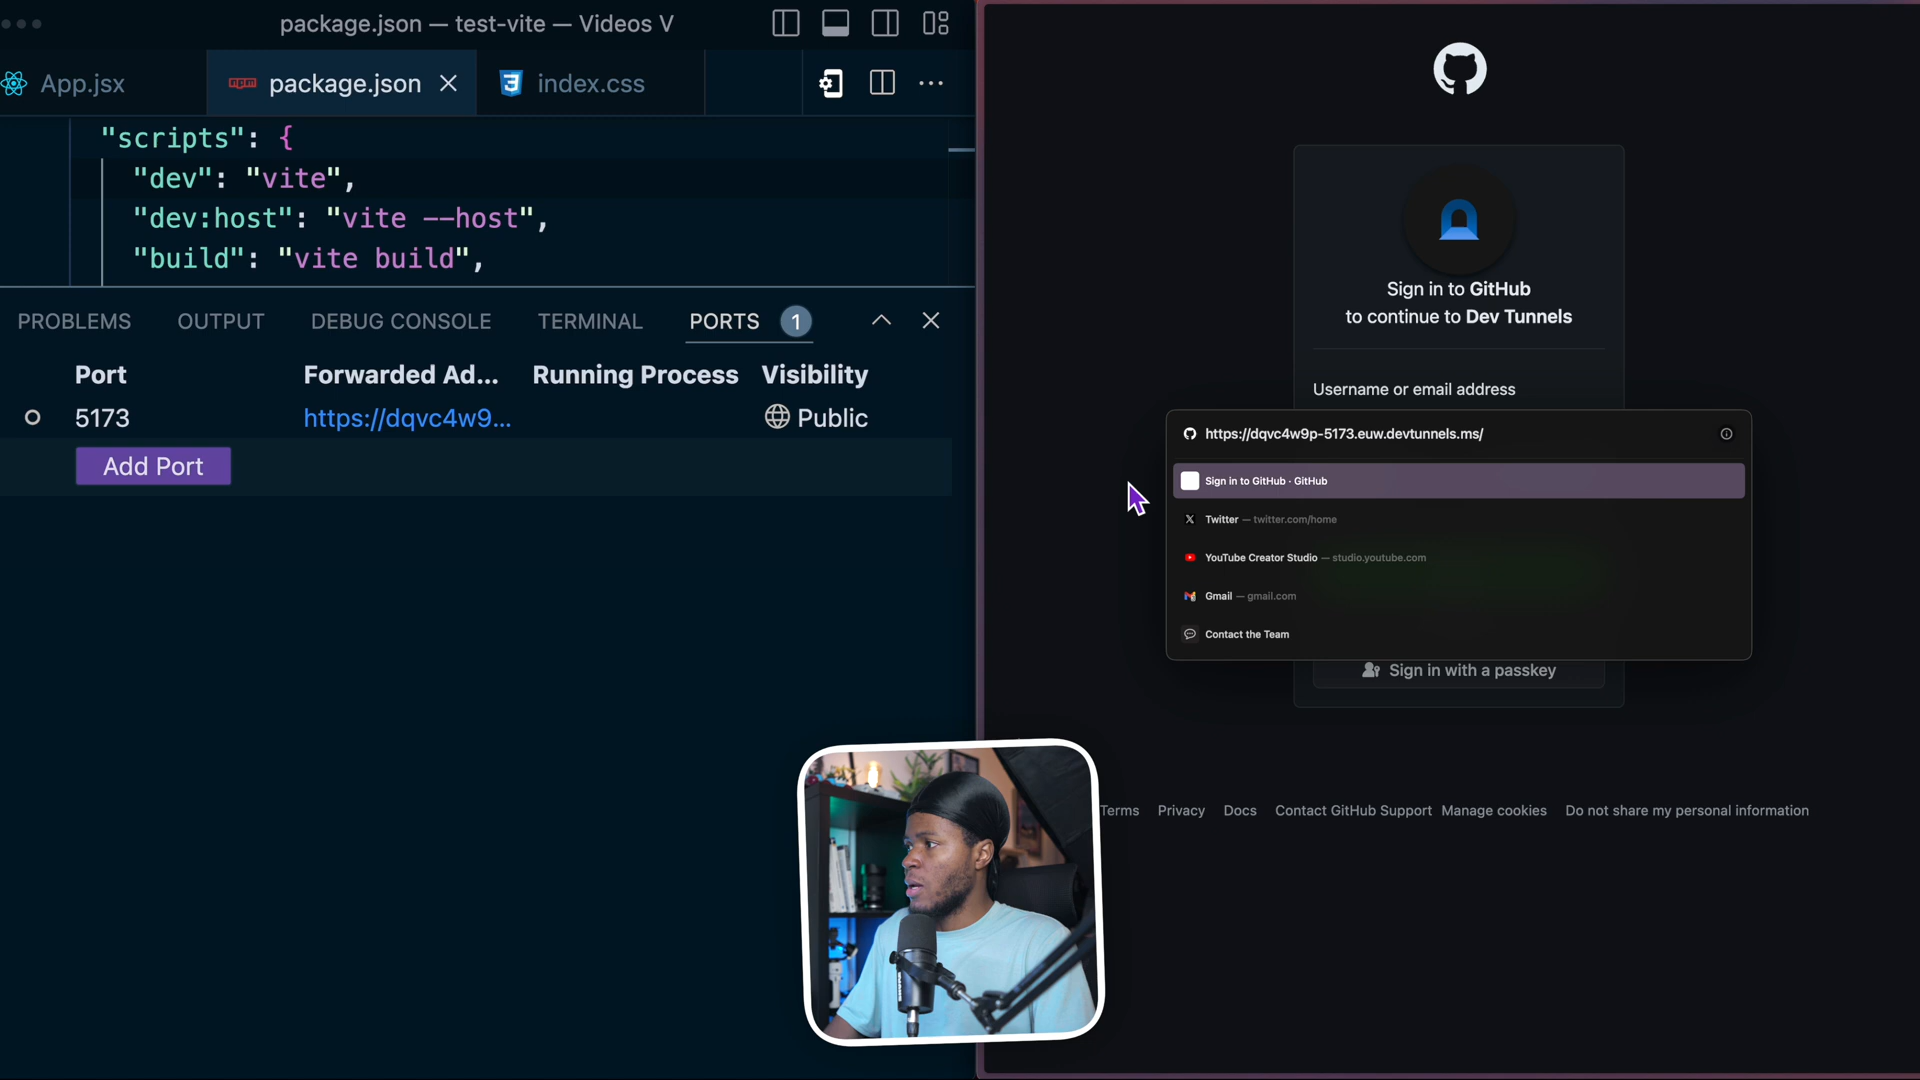 package.json — test-vite — Videos V
App.jsx
package.json
index.css
"scripts": {
"dev": "vite",
"dev:host": "vite --host",
"build": "vite build",
PROBLEMS OUTPUT DEBUG CONSOLE TERMINAL PORTS 1
Port Forwarded Ad... Running Process Visibility
5173 https://dqvc4w9... Public
Add Port
Sign in to GitHub
to continue to Dev Tunnels
Username or email address
https://dqvc4w9p-5173.euw.devtunnels.ms/
Sign in to GitHub · GitHub
Twitter — twitter.com/home
YouTube Creator Studio — studio.youtube.com
Gmail — gmail.com
Contact the Team
Sign in with a passkey
Terms Privacy Docs Contact GitHub Support Manage cookies Do not share my personal information